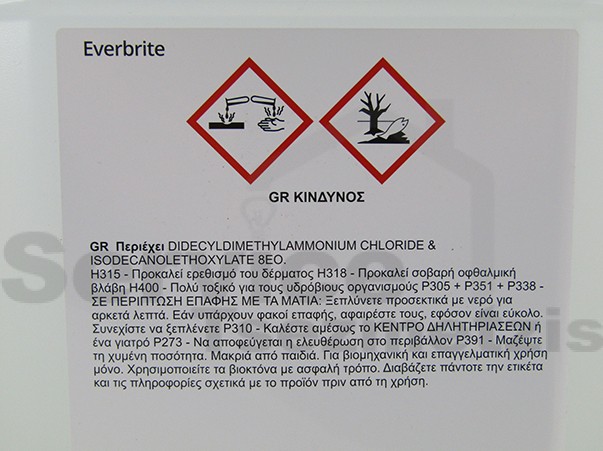 Everbrite
GR ΚΙΝΔΥΝΟΣ
GR Περιέχει DIDECYLDIMETHYLAMMONIUM CHLORIDE &
ISODECANOLETHOXYLATE 8EO.
H315 - Προκαλεί ερεθισμό του δέρματος H318 - Προκαλεί σοβαρή οφθαλμική
βλάβη H400 - Πολύ τοξικό για τους υδρόβιους οργανισμούς P305 + P351 + P338 -
ΣΕ ΠΕΡΙΠΤΩΣΗ ΕΠΑΦΗΣ ΜΕ ΤΑ ΜΑΤΙΑ: Ξεπλύνετε προσεκτικά με νερό για
αρκετά λεπτά. Εάν υπάρχουν φακοί επαφής, αφαιρέστε τους, εφόσον είναι εύκολο.
Συνεχίστε να ξεπλένετε P310 - Καλέστε αμέσως το ΚΕΝΤΡΟ ΔΗΛΗΤΗΡΙΑΣΕΩΝ ή
ένα γιατρό P273 - Να αποφεύγεται η ελευθέρωση στο περιβάλλον P391 - Μαζέψτε
τη χυμένη ποσότητα. Μακριά από παιδιά. Για βιομηχανική και επαγγελματική χρήση
μόνο. Χρησιμοποιείτε τα βιοκτόνα με ασφαλή τρόπο. Διαβάζετε πάντοτε την ετικέτα
και τις πληροφορίες σχετικά με το προϊόν πριν από τη χρήση.